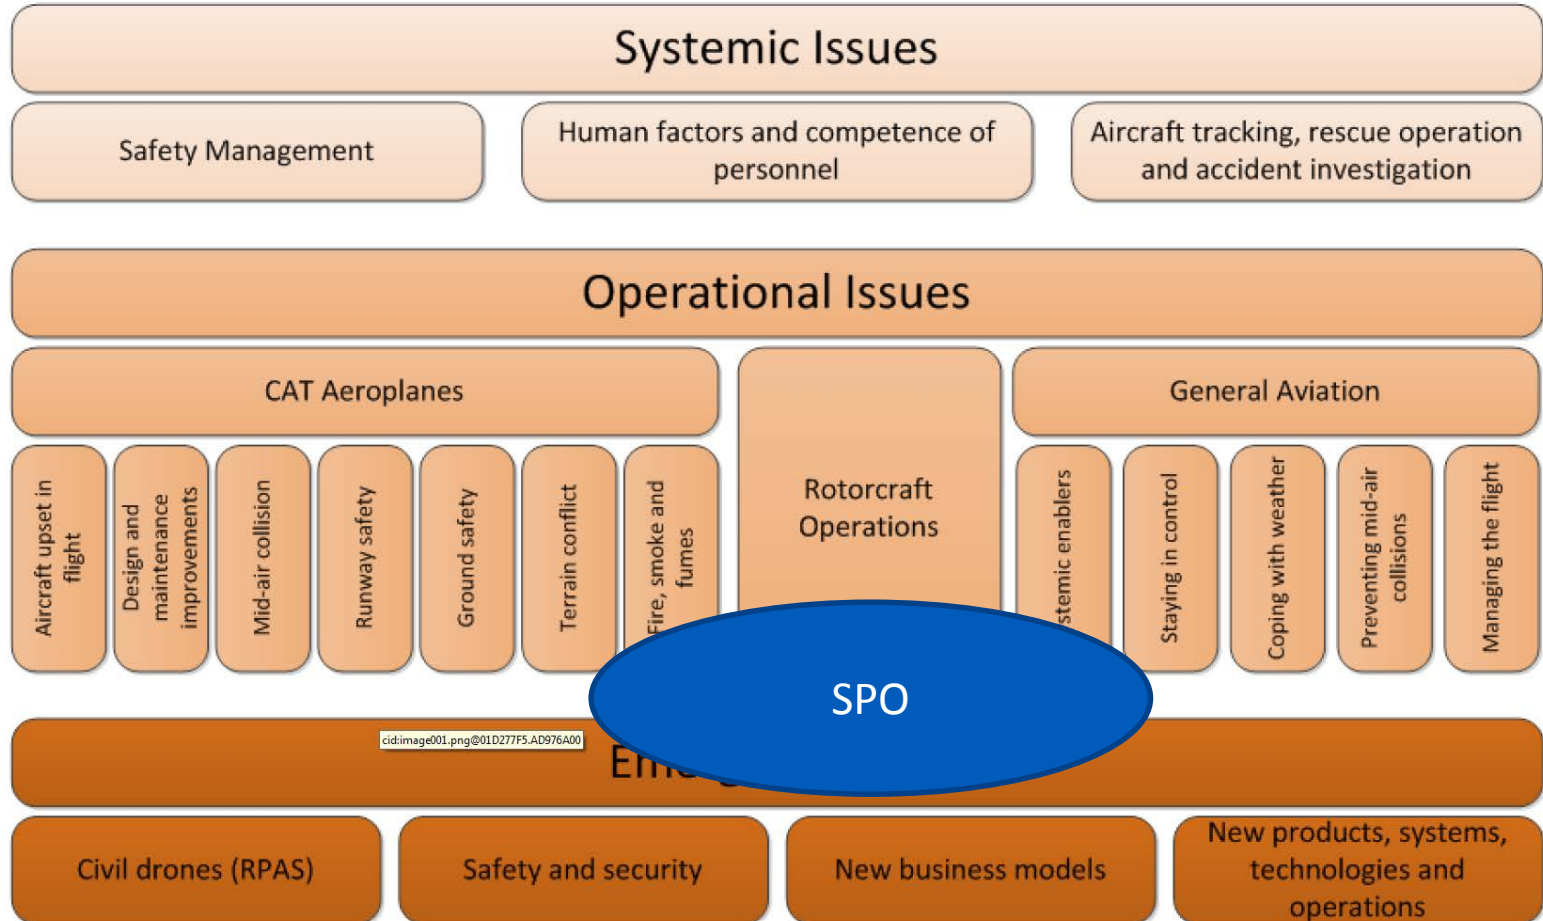 Systemic Issues
Safety Management
Human factors and competence of
personnel
Aircraft tracking, rescue operation
and accident investigation
Operational Issues
CAT Aeroplanes
Aircraft upset in
flight
Design and
maintenance
improvements
Mid-air collision
Runway safety
Ground safety
Terrain conflict
Fire, smoke and
fumes
Rotorcraft
Operations
General Aviation
enablers
Staying in control
Coping with weather
Preventing mid-air
collisions
Managing the flight
SPO
cid:image001.png@01D277F5.AD976A00
Civil drones (RPAS)
Safety and security
New business models
New products, systems,
technologies and
operations